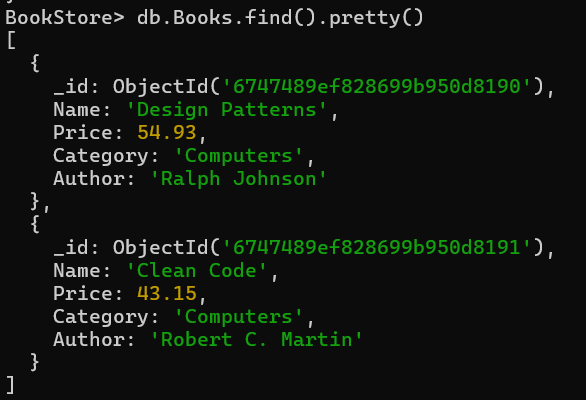 BookStore> db.Books.find().pretty()
[
  {
    _id: ObjectId('6747489ef828699b950d8190'),
    Name: 'Design Patterns',
    Price: 54.93,
    Category: 'Computers',
    Author: 'Ralph Johnson'
  },
  {
    _id: ObjectId('6747489ef828699b950d8191'),
    Name: 'Clean Code',
    Price: 43.15,
    Category: 'Computers',
    Author: 'Robert C. Martin'
  }
]